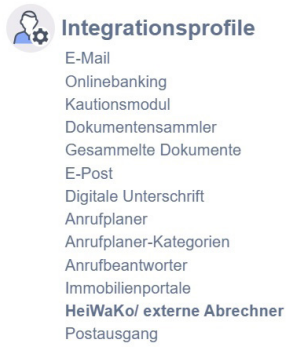 Integrationsprofile
E-Mail
Onlinebanking
Kautionsmodul
Dokumentensammler
Gesammelte Dokumente
E-Post
Digitale Unterschrift
Anrufplaner
Anrufplaner-Kategorien
Anrufbeantworter
Immobilienportale
HeiWaKo/ externe Abrechner
Postausgang